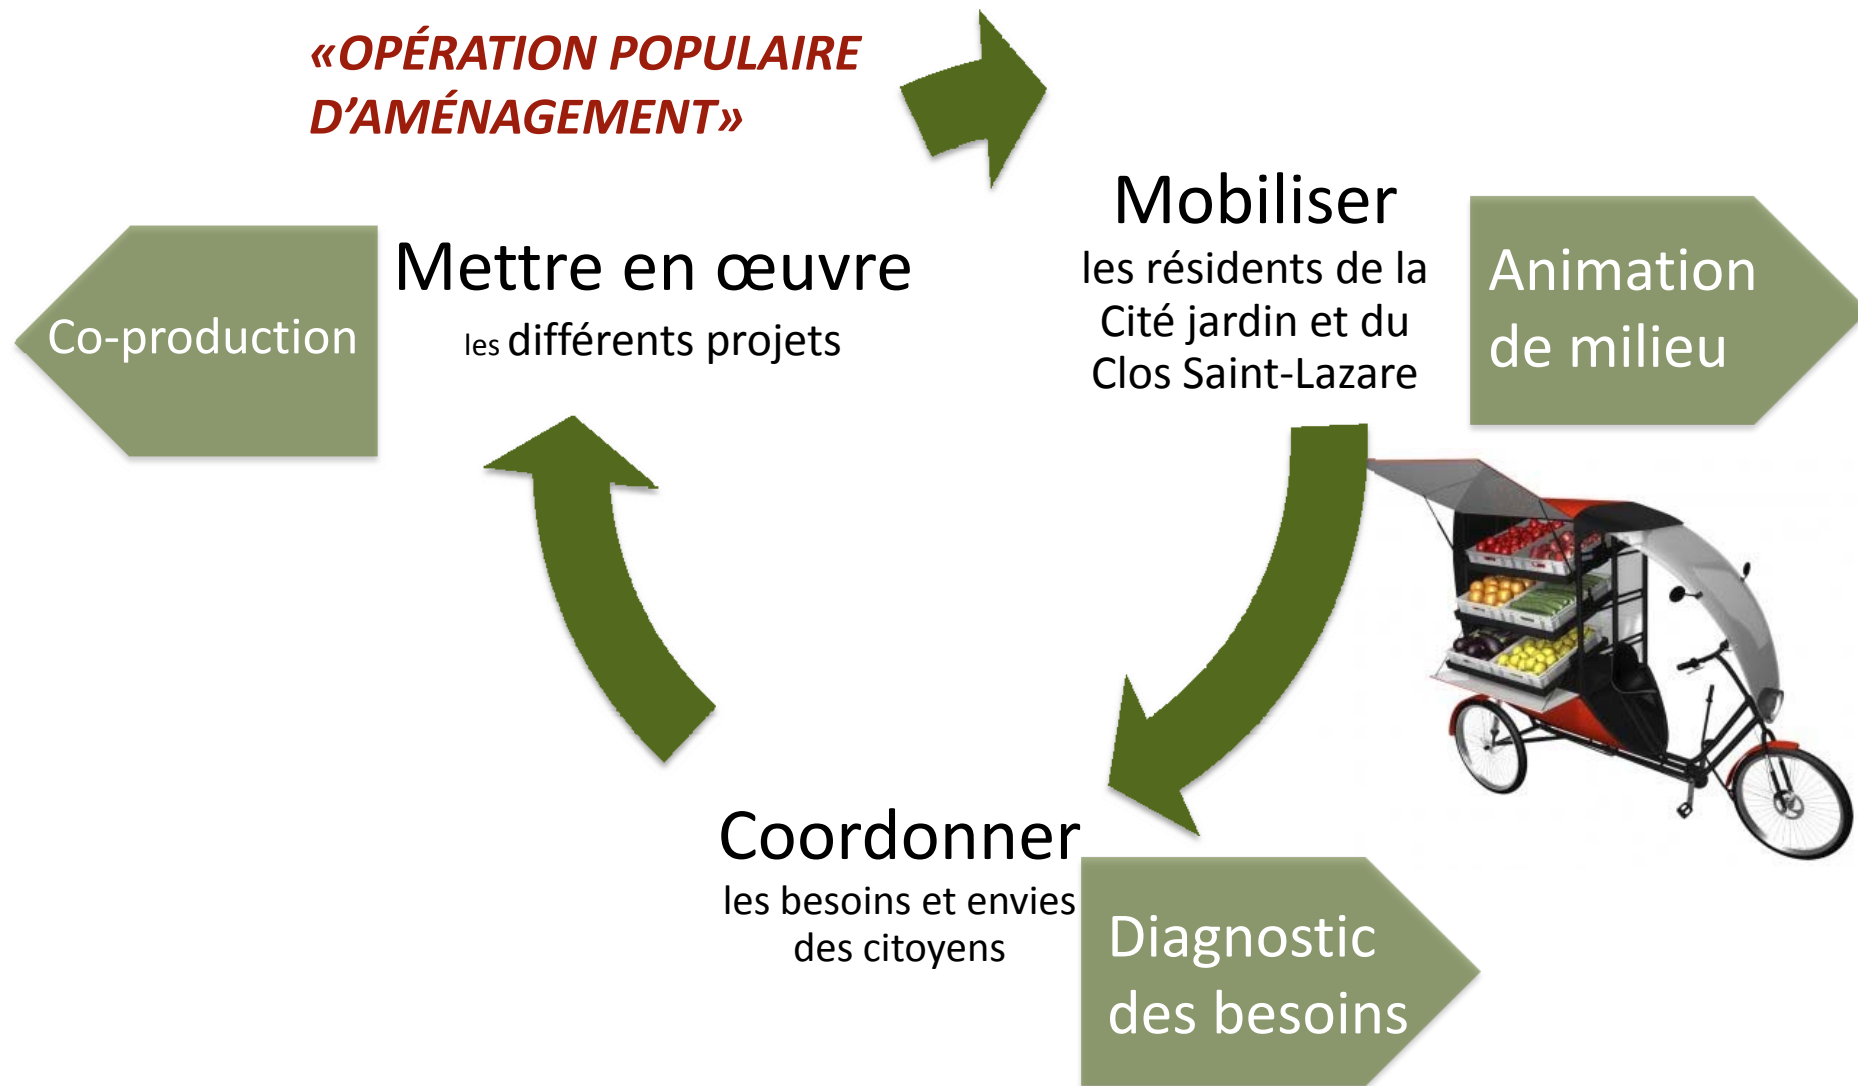 «OPÉRATION POPULAIRE
D’AMÉNAGEMENT»
Mobiliser
les résidents de la
Cité jardin et du
Clos Saint-Lazare
Animation
de milieu
Coordonner
les besoins et envies
des citoyens
Diagnostic
des besoins
Mettre en œuvre
les différents projets
Co-production